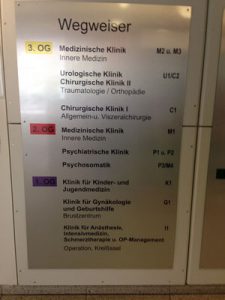 Wegweiser
3. OG Medizinische Klinik M2 u. M3
Innere Medizin
Urologische Klinik U1/C2
Chirurgische Klinik II
Traumatologie / Orthopädie
Chirurgische Klinik I C1
Allgemein-u. Viszeralchirurgie
2. OG Medizinische Klinik M1
Innere Medizin
Psychiatrische Klinik P1 u. P2
Psychosomatik P3/M4
1. OG Klinik für Kinder- und K1
Jugendmedizin
Klinik für Gynäkologie G1
und Geburtshilfe
Brustzentrum
Klinik für Anästhesie, I1
Intensivmedizin,
Schmerztherapie u. OP-Management
Operation, Kreißsaal